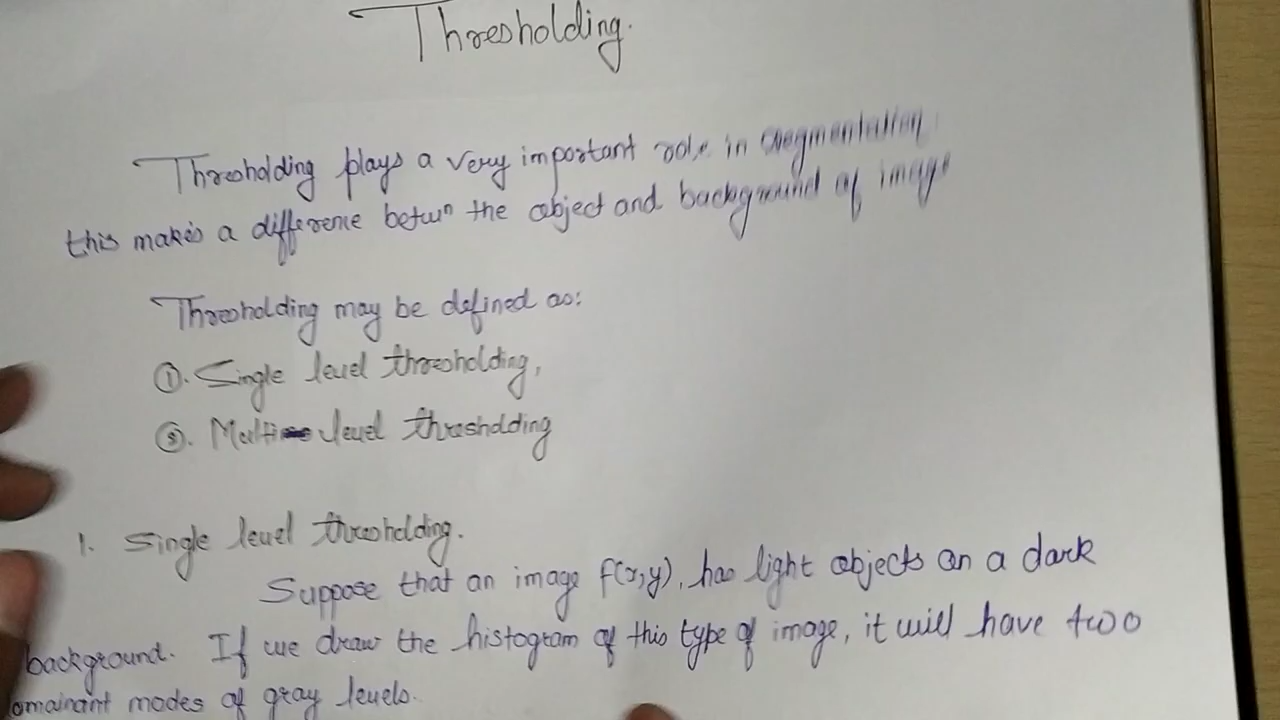 Thresholding.
Thresholding plays a very important role in segmentation
this makes a difference betwn the object and background of image
Thresholding may be defined as:
①. Single level thresholding,
②. Multi level thresholding
1. Single level thresholding.
Suppose that an image f(x,y), has light objects on a dark
background. If we draw the histogram of this type of image, it will have two
omainant modes of gray levels.